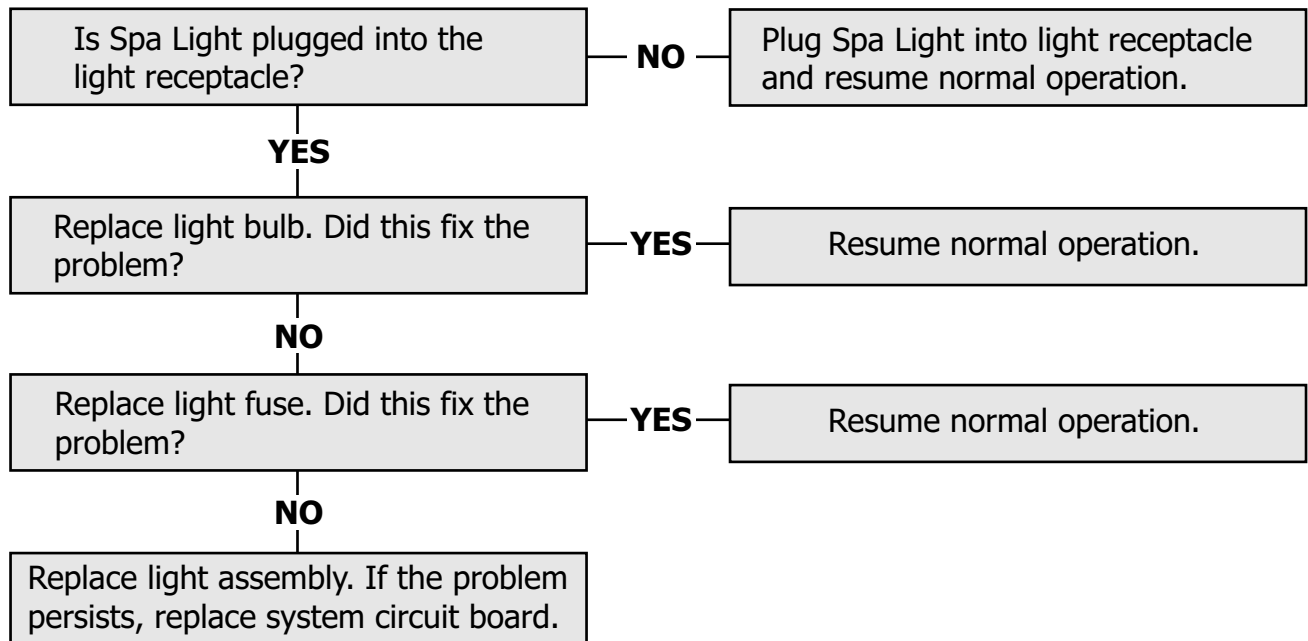 Is Spa Light plugged into the
light receptacle?
NO
Plug Spa Light into light receptacle
and resume normal operation.
YES
Replace light bulb. Did this fix the
problem?
YES
Resume normal operation.
NO
Replace light fuse. Did this fix the
problem?
YES
Resume normal operation.
NO
Replace light assembly. If the problem
persists, replace system circuit board.